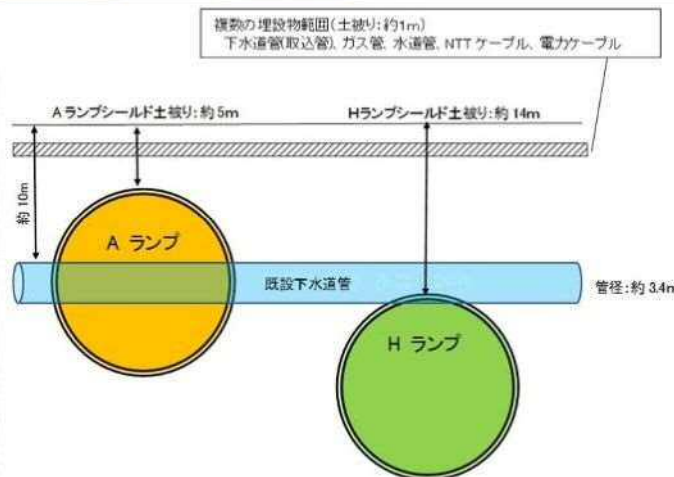 複数の埋設物範囲(土被り:約1m)
下水道管(取込管)、ガス管、水道管、NTTケーブル、電力ケーブル
Aランプシールド土被り:約5m
Hランプシールド土被り:約14m
約10m
A ランプ
既設下水道管
管径:約3.4m
H ランプ